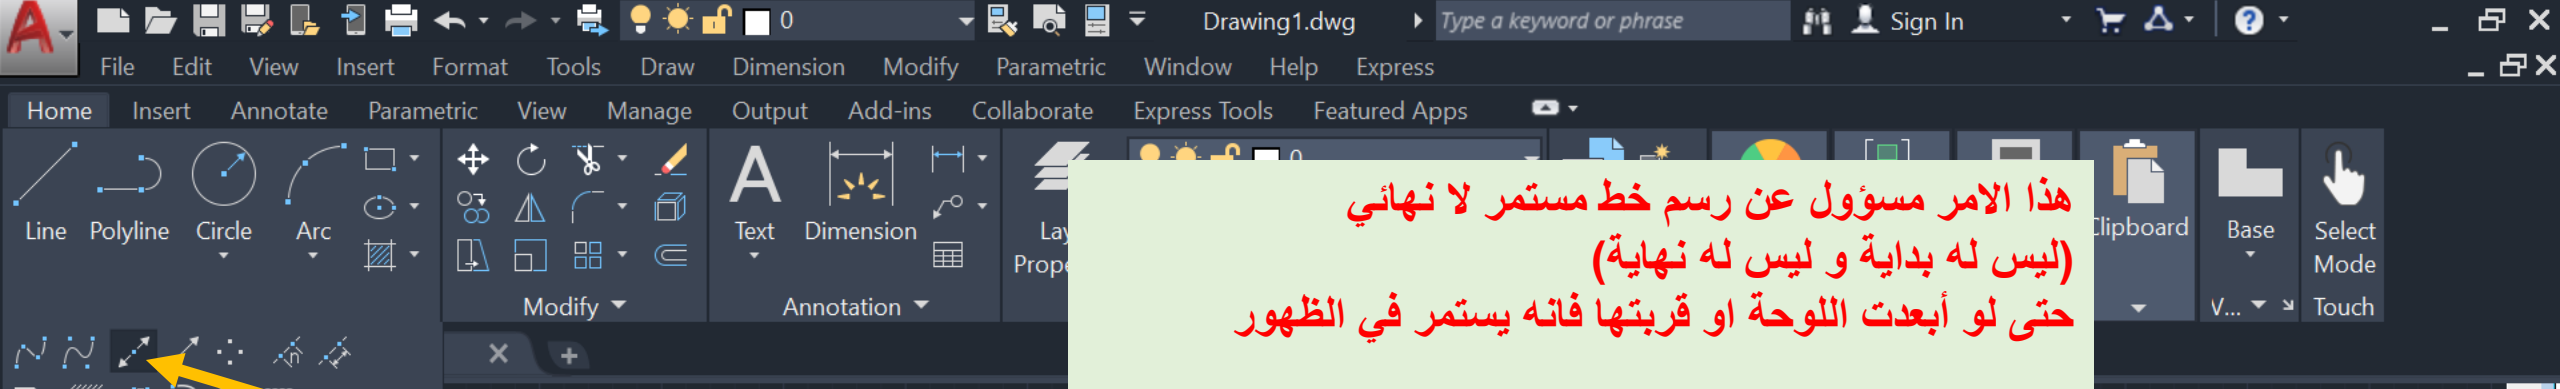 0
Drawing1.dwg
Type a keyword or phrase
Sign In
File Edit View Insert Format Tools Draw Dimension Modify Parametric Window Help Express
Home Insert Annotate Parametric View Manage Output Add-ins Collaborate Express Tools Featured Apps
Line Polyline Circle Arc
Text Dimension
Modify
Annotation
هذا الامر مسؤول عن رسم خط مستمر لا نهائي
(ليس له بداية و ليس له نهاية)
حتى لو أبعدت اللوحة او قربتها فانه يستمر في الظهور
Clipboard
Base
V...
Select
Mode
Touch